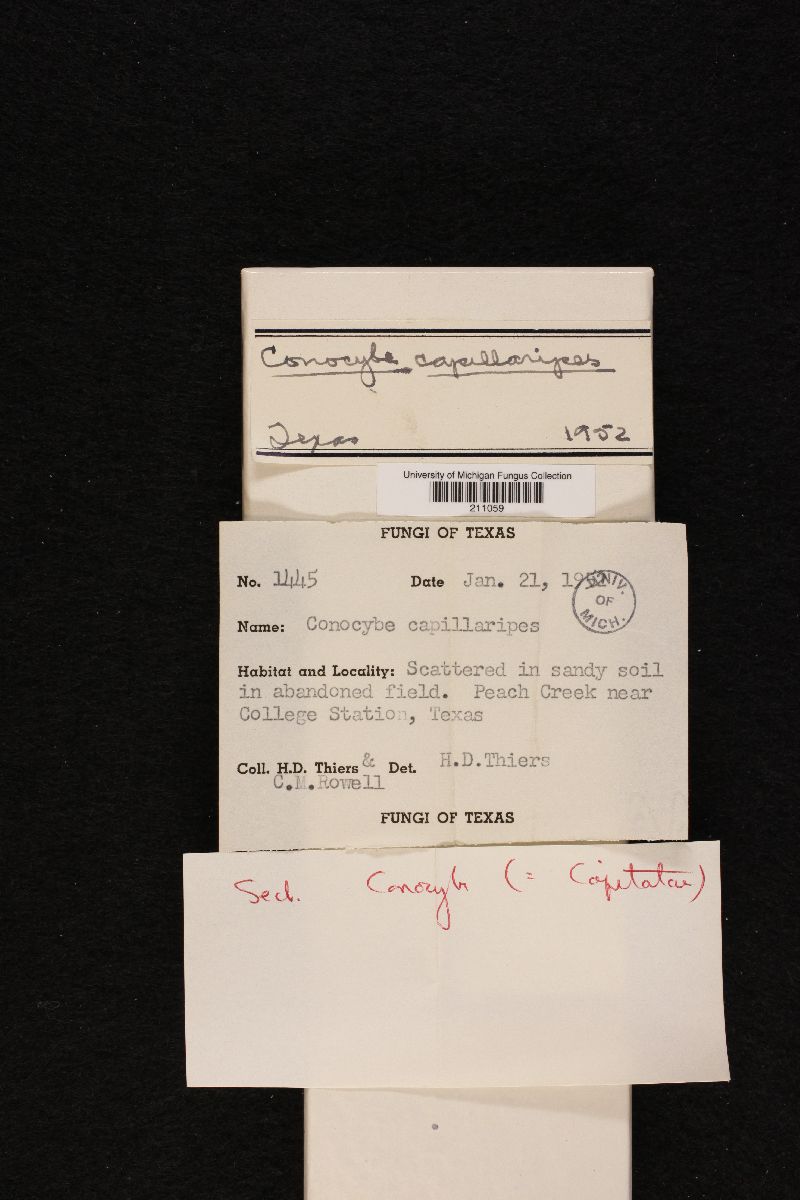 Conocybe capillaripes
Texas 1952
University of Michigan Fungus Collection
211059
FUNGI OF TEXAS
No. 1445 Date Jan. 21, 1952
UNIV. OF MICH.
Name: Conocybe capillaripes
Habitat and Locality: Scattered in sandy soil
in abandoned field. Peach Creek near
College Station, Texas
Coll. H.D. Thiers & Det. H.D.Thiers
C.M.Rowell
FUNGI OF TEXAS
Sect. Conocybe (= Capitatae)